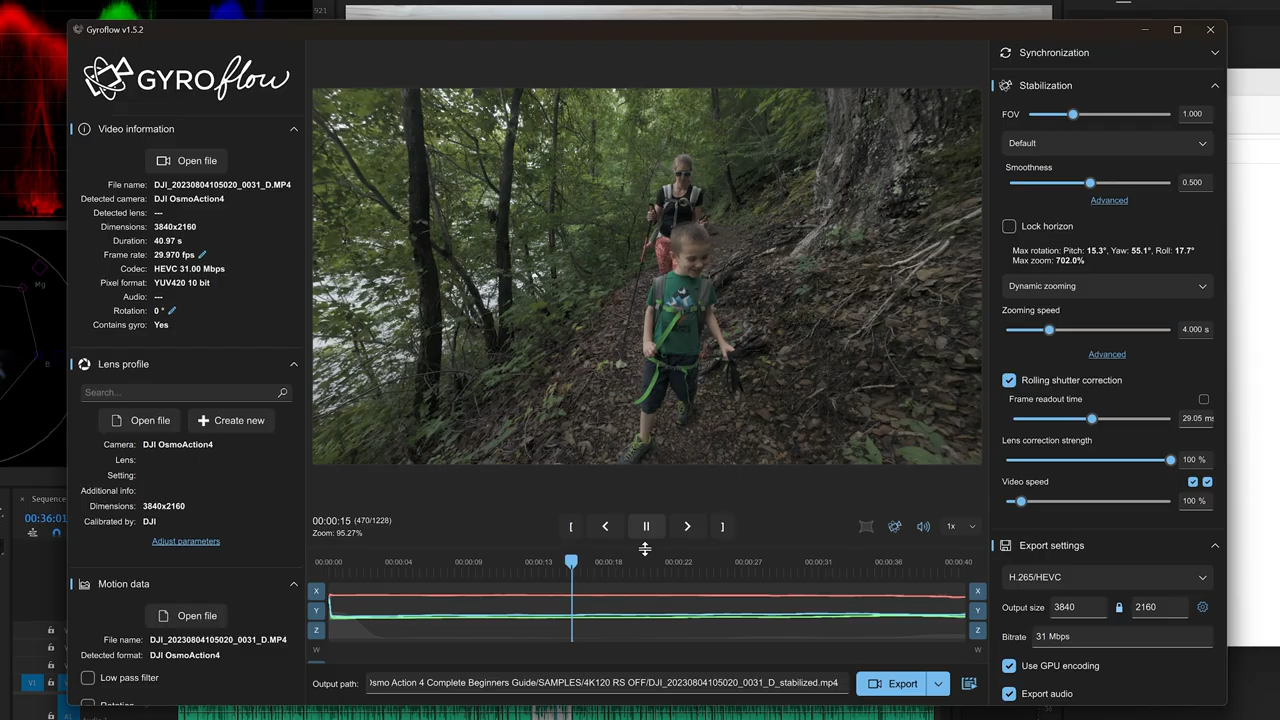 921
Gyroflow v1.5.2
GYROflow
Video information
Open file
File name: DJI_20230804105020_0031_D.MP4
Detected camera: DJI OsmoAction4
Detected lens: ---
Dimensions: 3840x2160
Duration: 40.97 s
Frame rate: 29.970 fps
Codec: HEVC 31.00 Mbps
Pixel format: YUV420 10 bit
Audio: ---
Rotation: 0 °
Contains gyro: Yes
Lens profile
Search...
Open file
Create new
Camera: DJI OsmoAction4
Lens:
Setting:
Additional info:
Dimensions: 3840x2160
Calibrated by: DJI
Adjust parameters
Motion data
Open file
File name: DJI_20230804105020_0031_D.MP4
Detected format: DJI OsmoAction4
Low pass filter
Mg
B
Sequence
00:36:01
V1
A1
00:00:15 (470/1228)
Zoom: 95.27%
[
]
1x
00:00:00 00:00:04 00:00:09 00:00:13 00:00:18 00:00:22 00:00:27 00:00:31 00:00:36 00:00:40
X X
Y Y
Z Z
W W
Output path: Osmo Action 4 Complete Beginners Guide/SAMPLES/4K120 RS OFF/DJI_20230804105020_0031_D_stabilized.mp4
Export
Synchronization
Stabilization
FOV 1.000
Default
Smoothness
0.500
Advanced
Lock horizon
Max rotation: Pitch: 15.3°, Yaw: 55.1°, Roll: 17.7°
Max zoom: 702.0%
Dynamic zooming
Zooming speed
4.000 s
Advanced
Rolling shutter correction
Frame readout time
29.05 ms
Lens correction strength
100 %
Video speed
100 %
Export settings
H.265/HEVC
Output size 3840 2160
Bitrate 31 Mbps
Use GPU encoding
Export audio